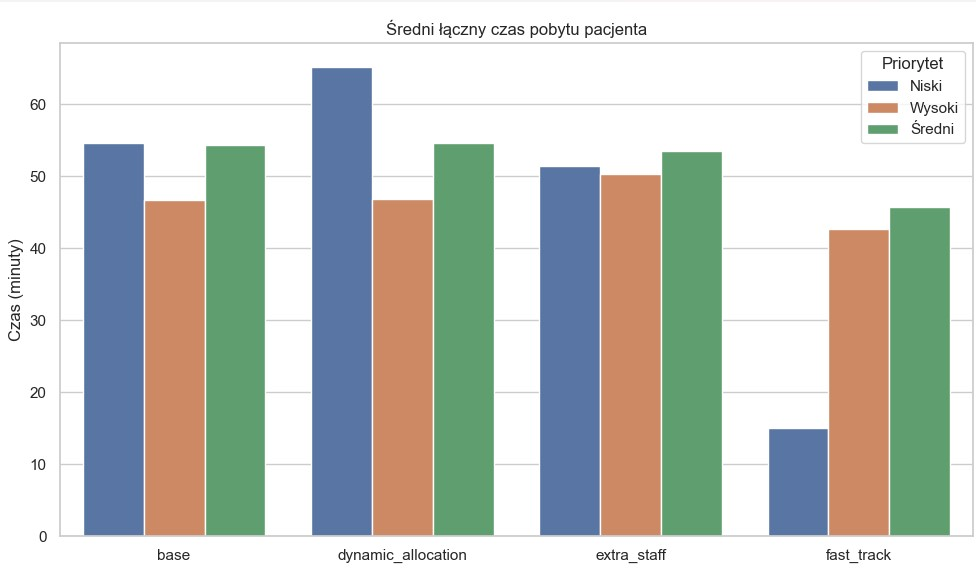 Średni łączny czas pobytu pacjenta
Priorytet
Niski
Wysoki
Średni
Czas (minuty)
60
50
40
30
20
10
0
base
dynamic_allocation
extra_staff
fast_track